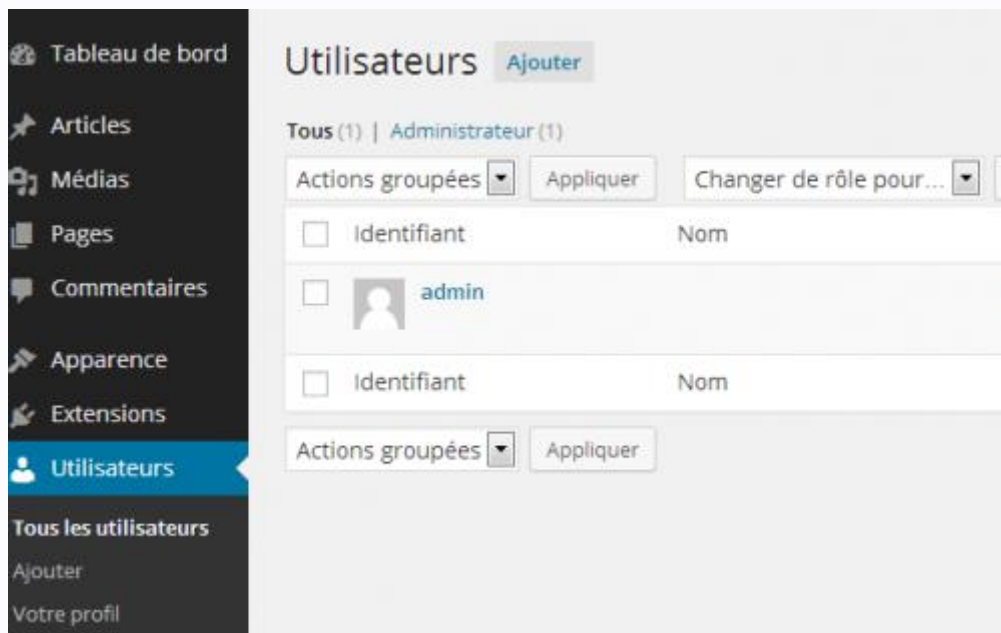 Tableau de bord
Articles
Médias
Pages
Commentaires
Apparence
Extensions
Utilisateurs
Tous les utilisateurs
Ajouter
Votre profil
Utilisateurs Ajouter
Tous (1) | Administrateur (1)
Actions groupées Appliquer Changer de rôle pour...
Identifiant Nom
admin
Identifiant Nom
Actions groupées Appliquer